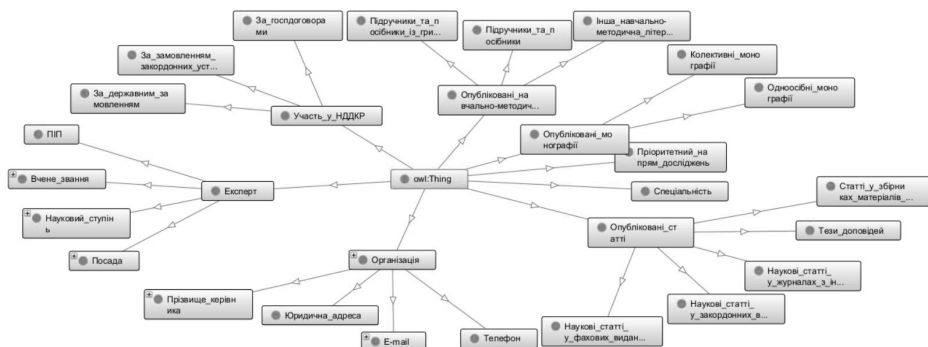 За_госпдоговора
ми
Підручники_та_п
осібники_із_гри...
Інша_навчально-
методична_літер...
Підручники_та_п
осібники
За_замовленням_
закордонних_уст...
Колективні_моно
графії
За_державним_за
мовленням
Одноосібні_моно
графії
Участь_у_НДДКР
Опубліковані_на
вчально-методич...
ПІП
Опубліковані_мо
нографії
Пріоритетний_на
прям_досліджень
Вчене_звання
Експерт
owl:Thing
Спеціальність
Статті_у_збірни
ках_матеріалів_...
Науковий_ступін
ь
Опубліковані_ст
атті
Тези_доповідей
Посада
Організація
Наукові_статті_
у_журналах_з_ін...
Прізвище_керів
ника
Юридична_адреса
Наукові_статті_
у_закордонних_в...
E-mail
Телефон
Наукові_статті_
у_фахових_видан...